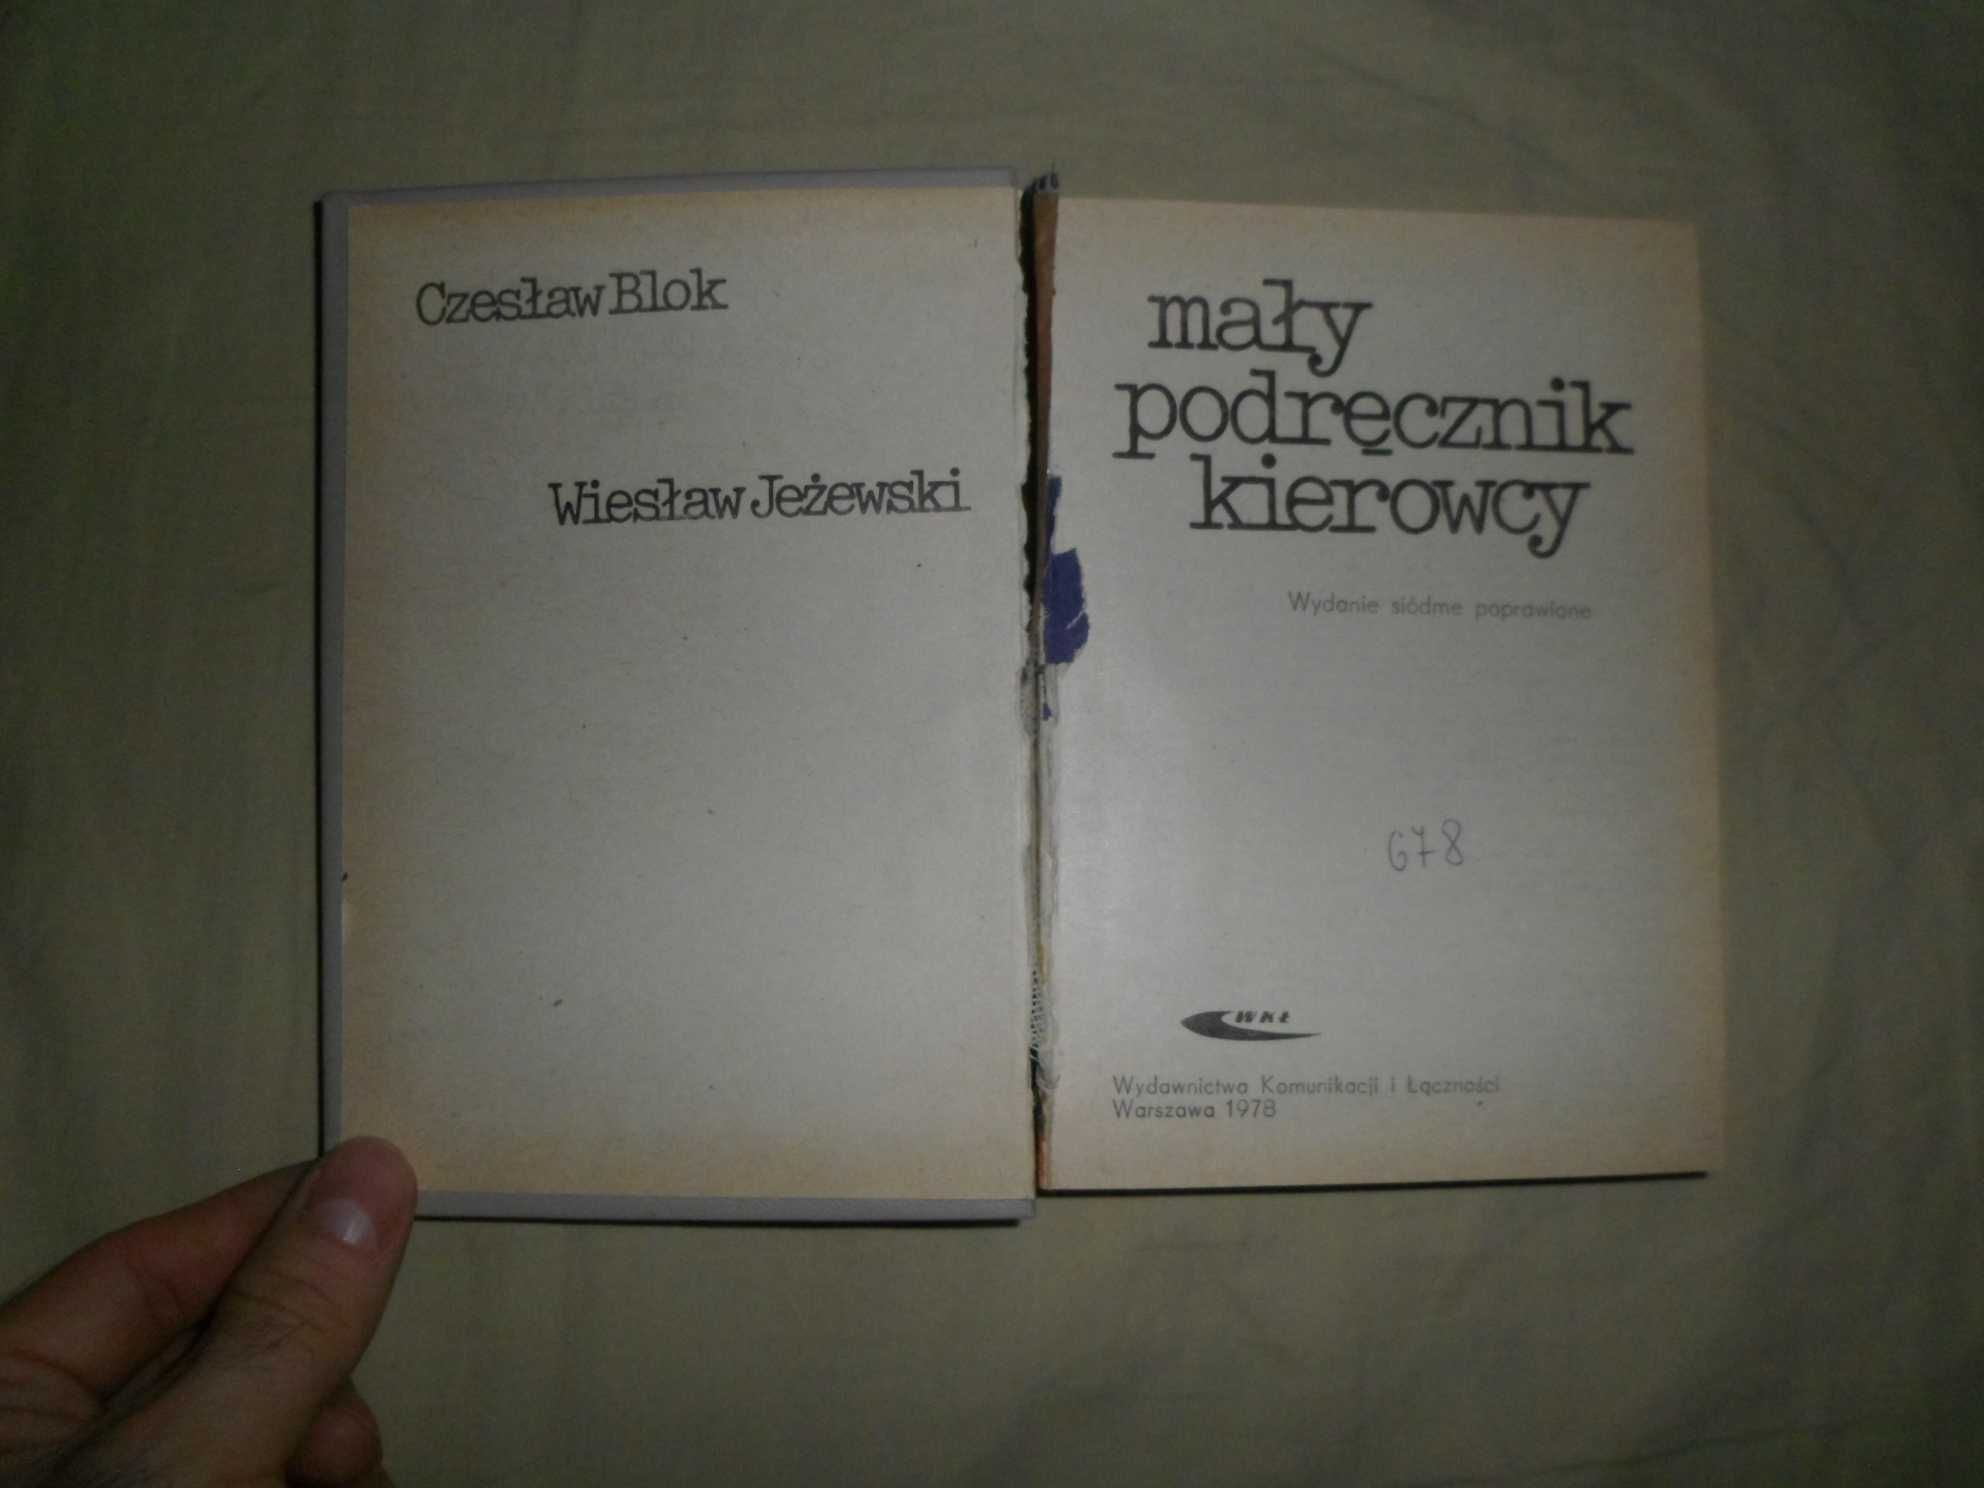 Czesław Blok
Wiesław Jeżewski
mały
podręcznik
kierowcy
Wydanie siódme poprawione
678
WKŁ
Wydawnictwa Komunikacji i Łączności
Warszawa 1978